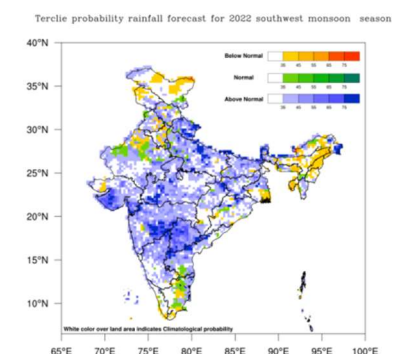 Terclie probability rainfall forecast for 2022 southwest monsoon season
40°N
Below Normal
35 45 55 65 75
35°N
Normal
35 45 55 65 75
Above Normal
35 45 55 65 75
30°N
25°N
20°N
15°N
10°N
White color over land area indicates Climatological probability
65°E 70°E 75°E 80°E 85°E 90°E 95°E 100°E